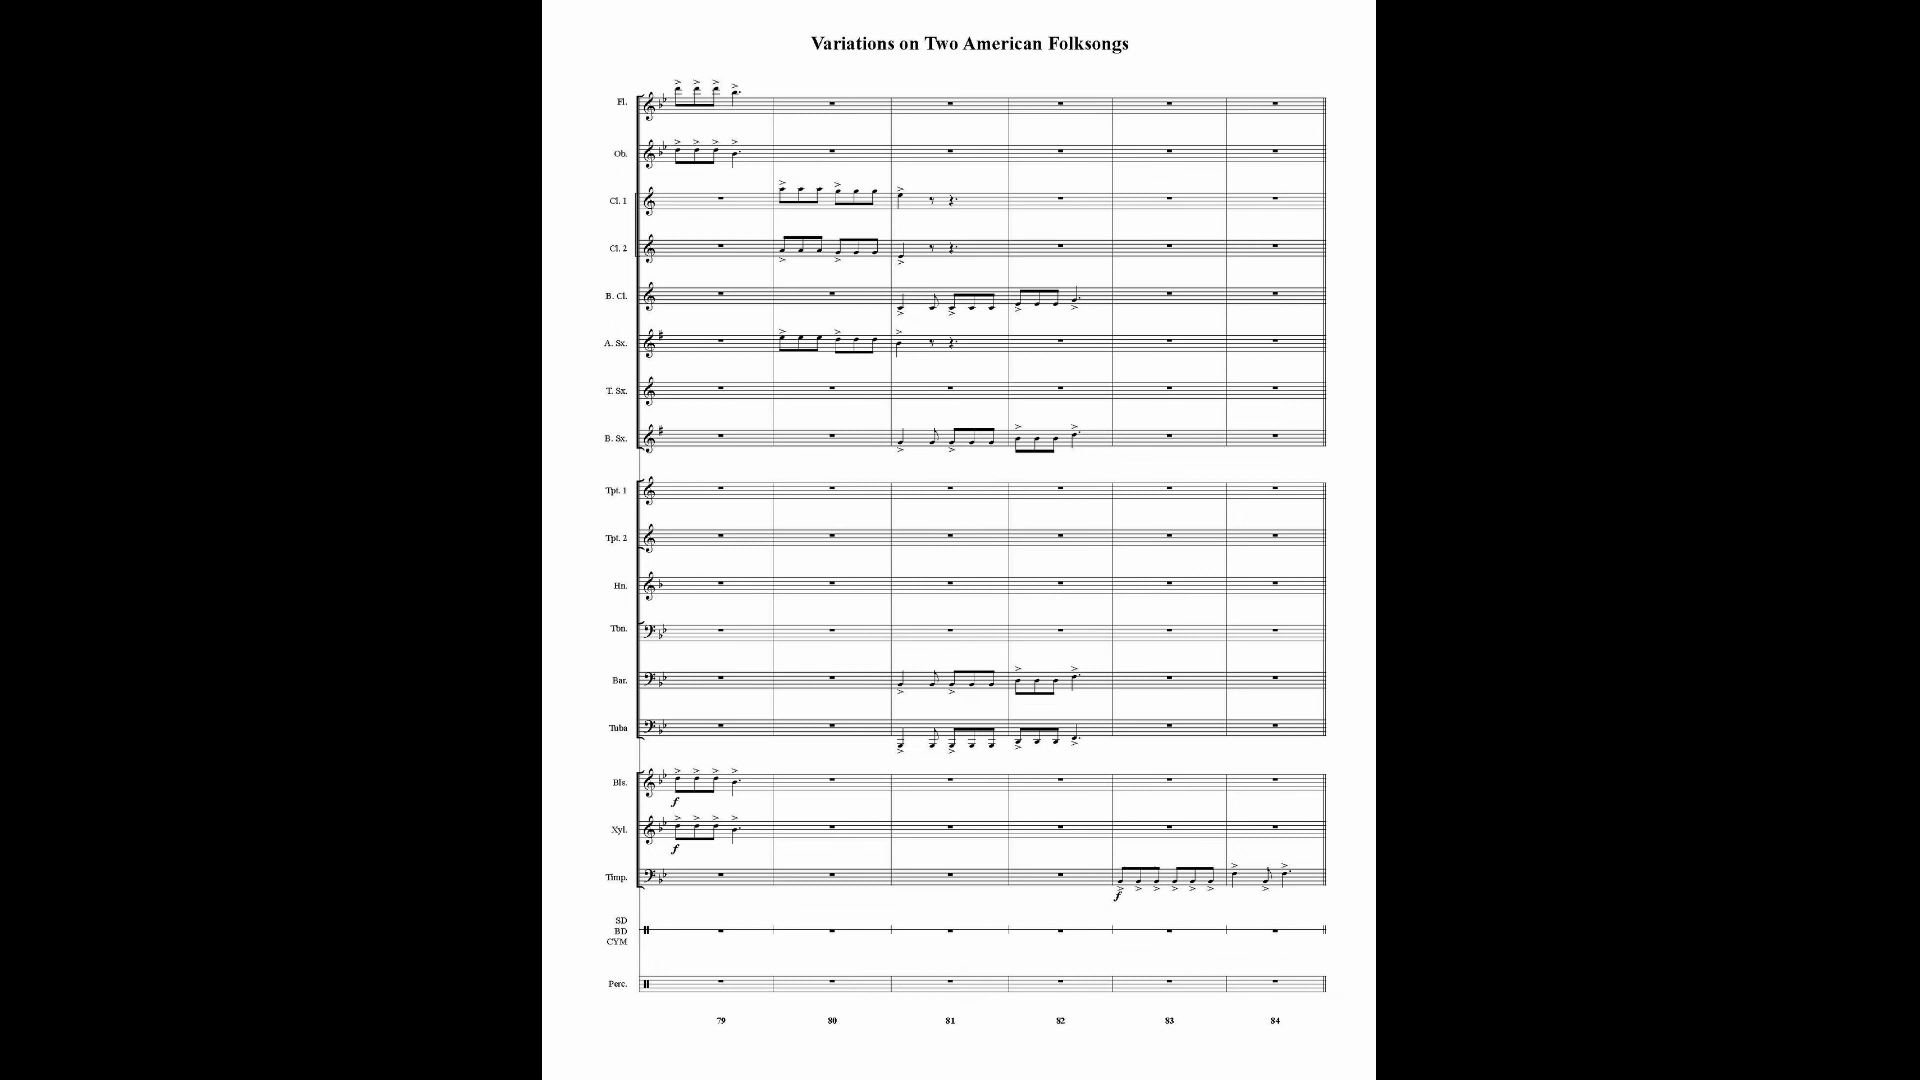 Variations on Two American Folksongs
Fl.
Ob.
Cl. 1
Cl. 2
B. Cl.
A. Sx.
T. Sx.
B. Sx.
Tpt. 1
Tpt. 2
Hn.
Tbn.
Bar.
Tuba
Bls.
f
Xyl.
f
Timp.
f
SD
BD
CYM
Perc.
79 80 81 82 83 84